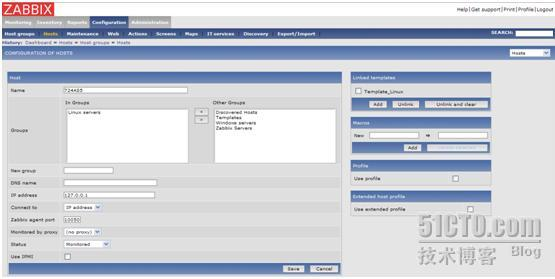 ZABBIX
Help | Get support | Print | Profile | Logout
Monitoring Inventory Reports Configuration Administration
Host groups Hosts Maintenance Web Actions Screens Maps IT services Discovery Export/Import SEARCH:
History: Dashboard » Hosts » Host groups » Hosts
CONFIGURATION OF HOSTS Hosts
Host
Name
Groups
In Groups
Linux servers
Other Groups
Discovered Hosts
Templates
Windows servers
Zabbix Servers
New group
DNS name
IP address 127.0.0.1
Connect to IP address
Zabbix agent port 10050
Monitored by proxy (no proxy)
Status Monitored
Use IPMI
Save Cancel
Linked templates
Template_Linux
Add Unlink Unlink and clear
Macros
New
Add
Profile
Use profile
Extended host profile
Use extended profile
51CTO.com
技术博客 Blog